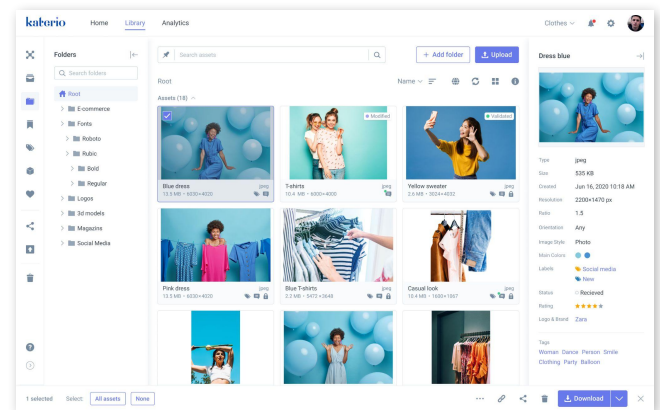 katerio
Home Library Analytics
Clothes
Folders
Search folders
Root
E-commerce
Fonts
Roboto
Rubic
Bold
Regular
Logos
3d models
Magazins
Social Media
Search assets
+ Add folder
Upload
Root
Name
Assets (18)
Modified
Validated
Blue dress jpeg
13.5 MB • 6030×4020
T-shirts jpeg
10.4 MB • 6000×4000
Yellow sweater jpeg
2.6 MB • 3024×4032
Pink dress jpeg
13.5 MB • 6030×4020
Blue T-shirts jpeg
2.2 MB • 5472×3648
Casual look jpeg
10.4 MB • 1600×1067
Dress blue
Type jpeg
Size 535 KB
Created Jun 16, 2020 10:18 AM
Resolution 2200×1470 px
Ratio 1.5
Orientation Any
Image Style Photo
Main Colors
Labels Social media
New
Status Recieved
Rating
Logo & Brand Zara
Tags
Woman Dance Person Smile
Clothing Party Balloon
1 selected Select: All assets None
Download